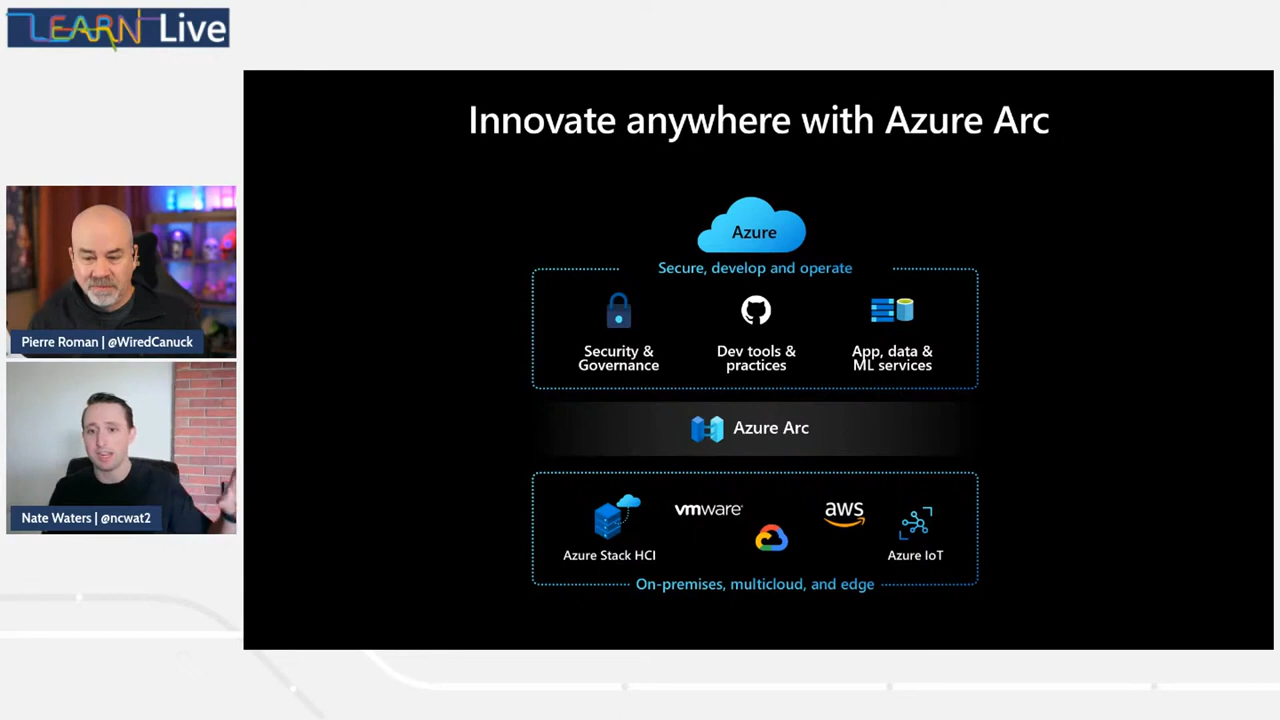 LEARN Live
Innovate anywhere with Azure Arc
Azure
Secure, develop and operate
Security &
Governance
Dev tools &
practices
App, data &
ML services
Azure Arc
vmware
aws
Azure Stack HCI
Azure IoT
On-premises, multicloud, and edge
Pierre Roman | @WiredCanuck
Nate Waters | @ncwat2